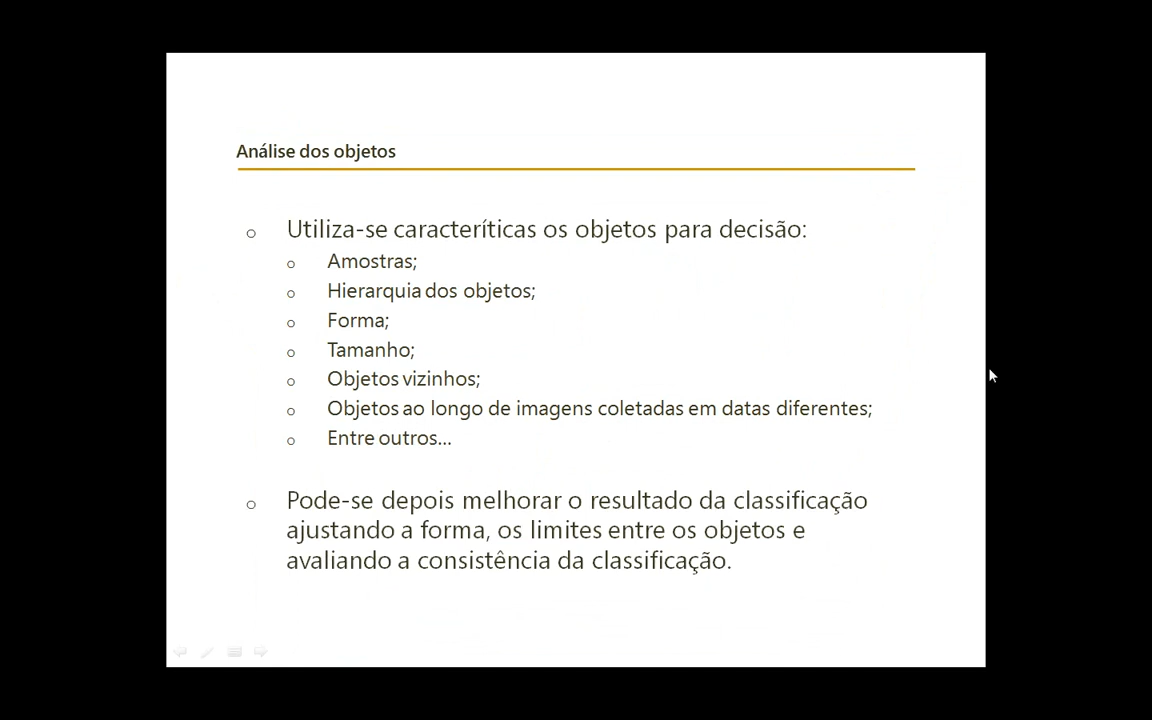 Análise dos objetos
o Utiliza-se caracteríticas os objetos para decisão:
o Amostras;
o Hierarquia dos objetos;
o Forma;
o Tamanho;
o Objetos vizinhos;
o Objetos ao longo de imagens coletadas em datas diferentes;
o Entre outros...
o Pode-se depois melhorar o resultado da classificação
ajustando a forma, os limites entre os objetos e
avaliando a consistência da classificação.